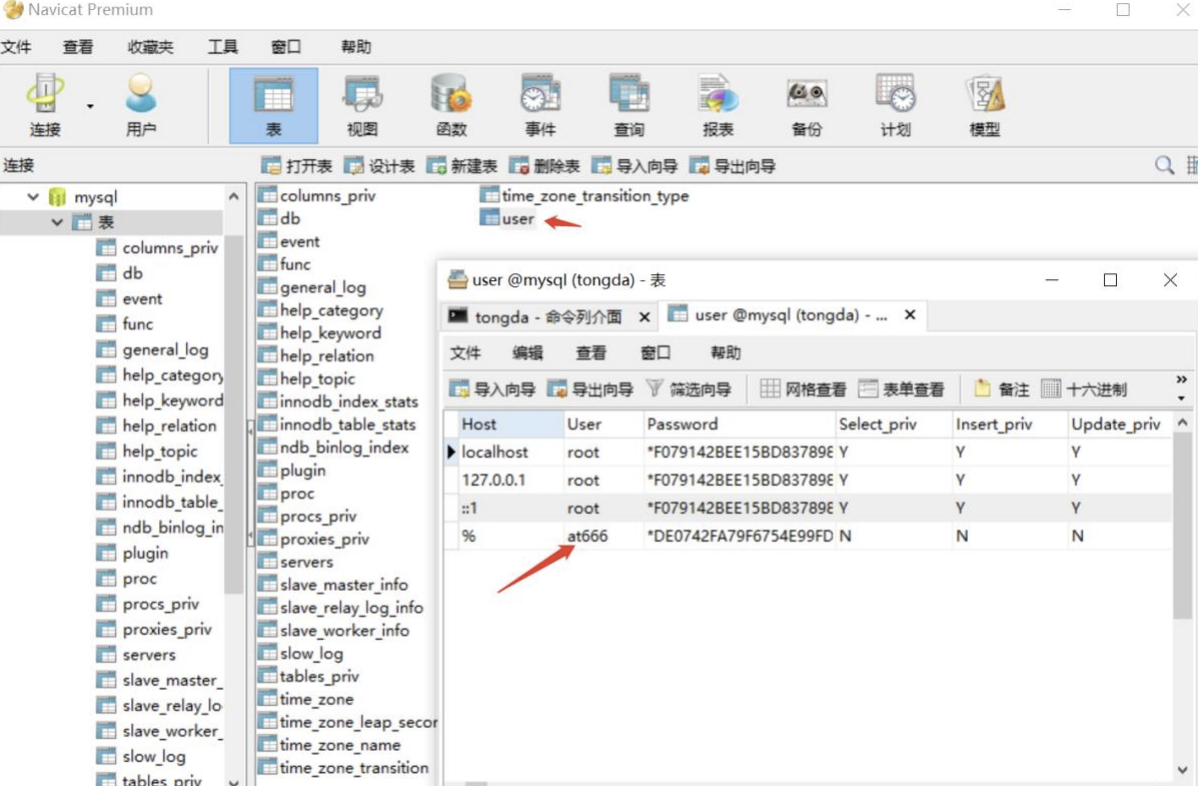 Navicat Premium
文件 查看 收藏夹 工具 窗口 帮助
连接 用户 表 视图 函数 事件 查询 报表 备份 计划 模型
连接
打开表 设计表 新建表 删除表 导入向导 导出向导
mysql
表
columns_priv
db
event
func
general_log
help_category
help_keyword
help_relation
help_topic
innodb_index_
innodb_table_
ndb_binlog_in
plugin
proc
procs_priv
proxies_priv
servers
slave_master_
slave_relay_lo
slave_worker_
slow_log
tables_priv
columns_priv
db
event
func
general_log
help_category
help_keyword
help_relation
help_topic
innodb_index_stats
innodb_table_stats
ndb_binlog_index
plugin
proc
procs_priv
proxies_priv
servers
slave_master_info
slave_relay_log_info
slave_worker_info
slow_log
tables_priv
time_zone
time_zone_leap_secor
time_zone_name
time_zone_transition
time_zone_transition_type
user
user @mysql (tongda) - 表
tongda - 命令列介面 user @mysql (tongda) - ...
文件 编辑 查看 窗口 帮助
导入向导 导出向导 筛选向导 网格查看 表单查看 备注 十六进制 »
Host User Password Select_priv Insert_priv Update_priv
localhost root *F079142BEE15BD837898 Y Y Y
127.0.0.1 root *F079142BEE15BD837898 Y Y Y
::1 root *F079142BEE15BD837898 Y Y Y
% at666 *DE0742FA79F6754E99FD N N N